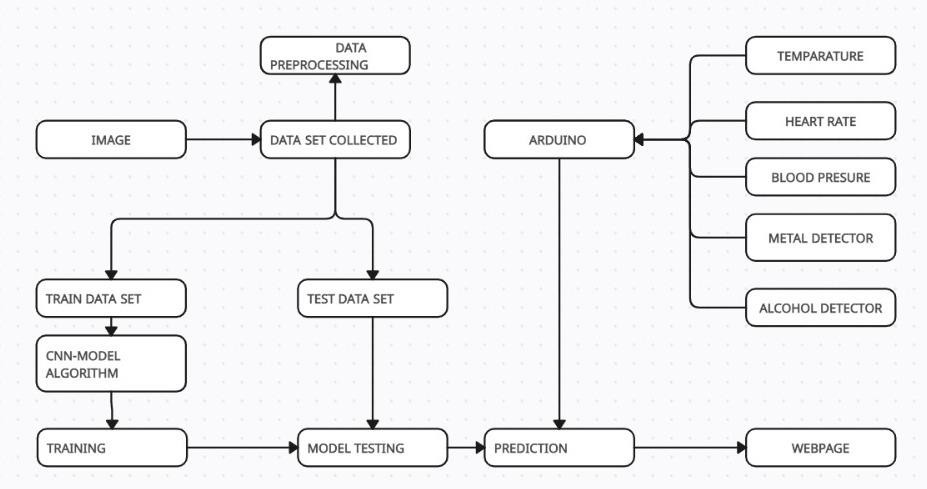 DATA
PREPROCESSING
TEMPARATURE
IMAGE
DATA SET COLLECTED
ARDUINO
HEART RATE
BLOOD PRESURE
METAL DETECTOR
TRAIN DATA SET
TEST DATA SET
ALCOHOL DETECTOR
CNN-MODEL
ALGORITHM
TRAINING
MODEL TESTING
PREDICTION
WEBPAGE